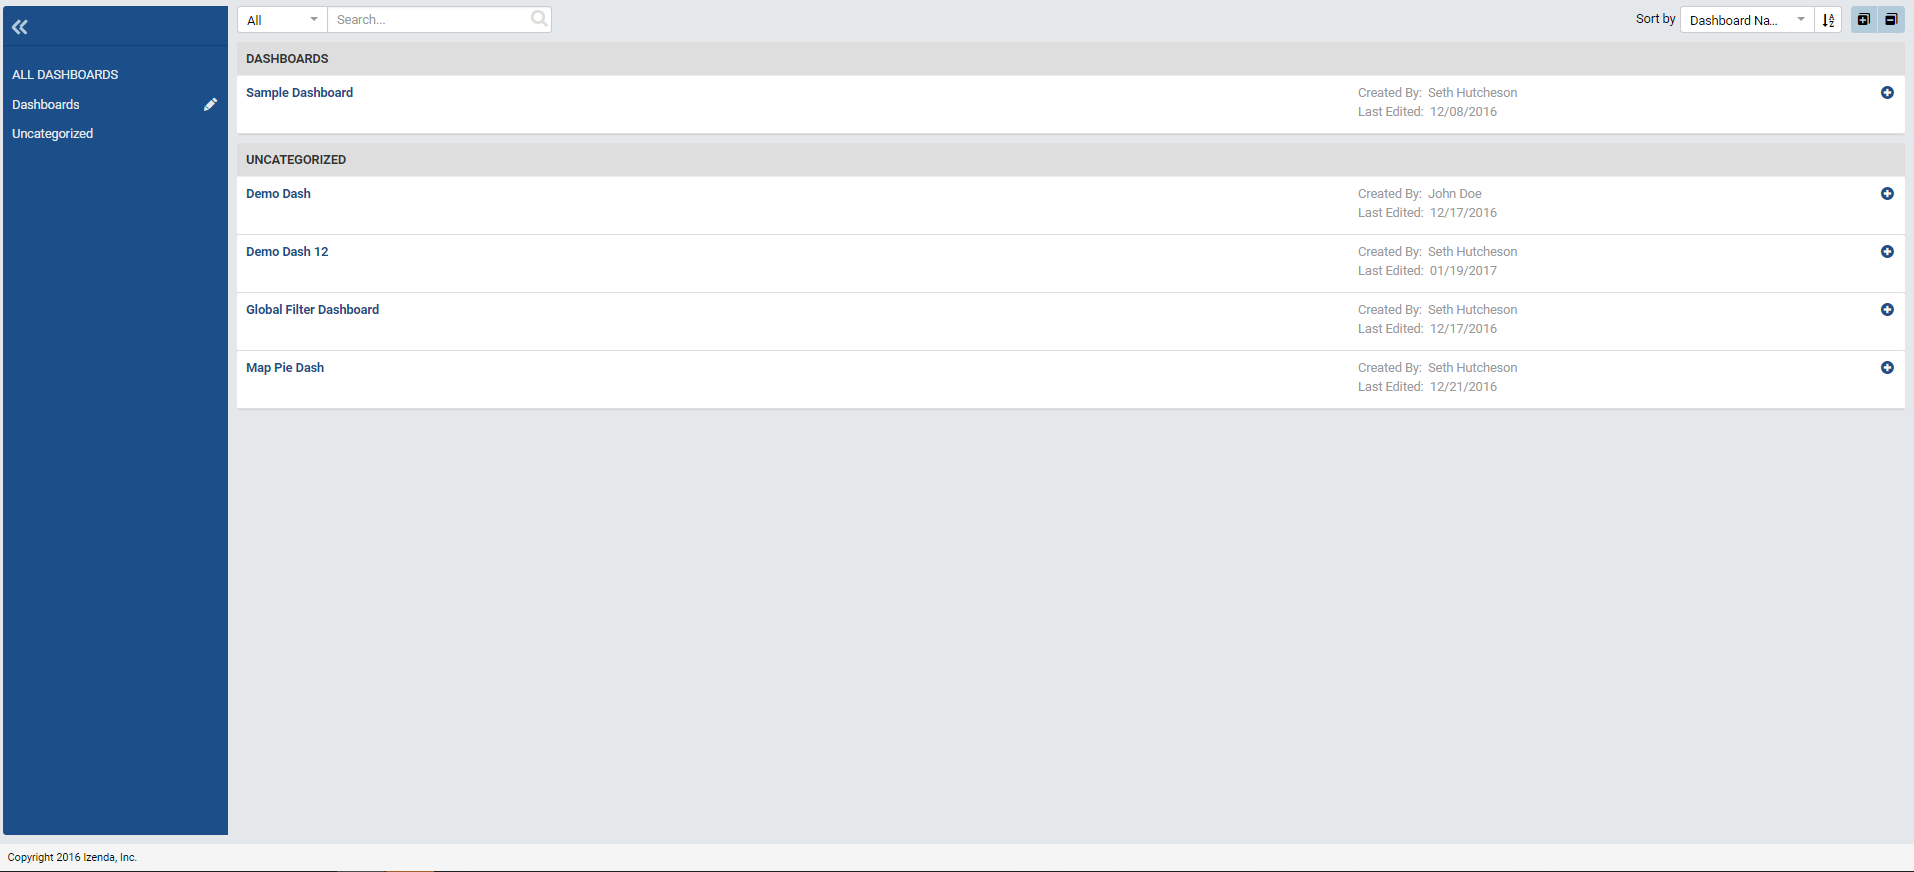 All
Search...
Sort by
Dashboard Na...
ALL DASHBOARDS
Dashboards
Uncategorized
DASHBOARDS
Sample Dashboard
Created By: Seth Hutcheson
Last Edited: 12/08/2016
UNCATEGORIZED
Demo Dash
Created By: John Doe
Last Edited: 12/17/2016
Demo Dash 12
Created By: Seth Hutcheson
Last Edited: 01/19/2017
Global Filter Dashboard
Created By: Seth Hutcheson
Last Edited: 12/17/2016
Map Pie Dash
Created By: Seth Hutcheson
Last Edited: 12/21/2016
Copyright 2016 Izenda, Inc.